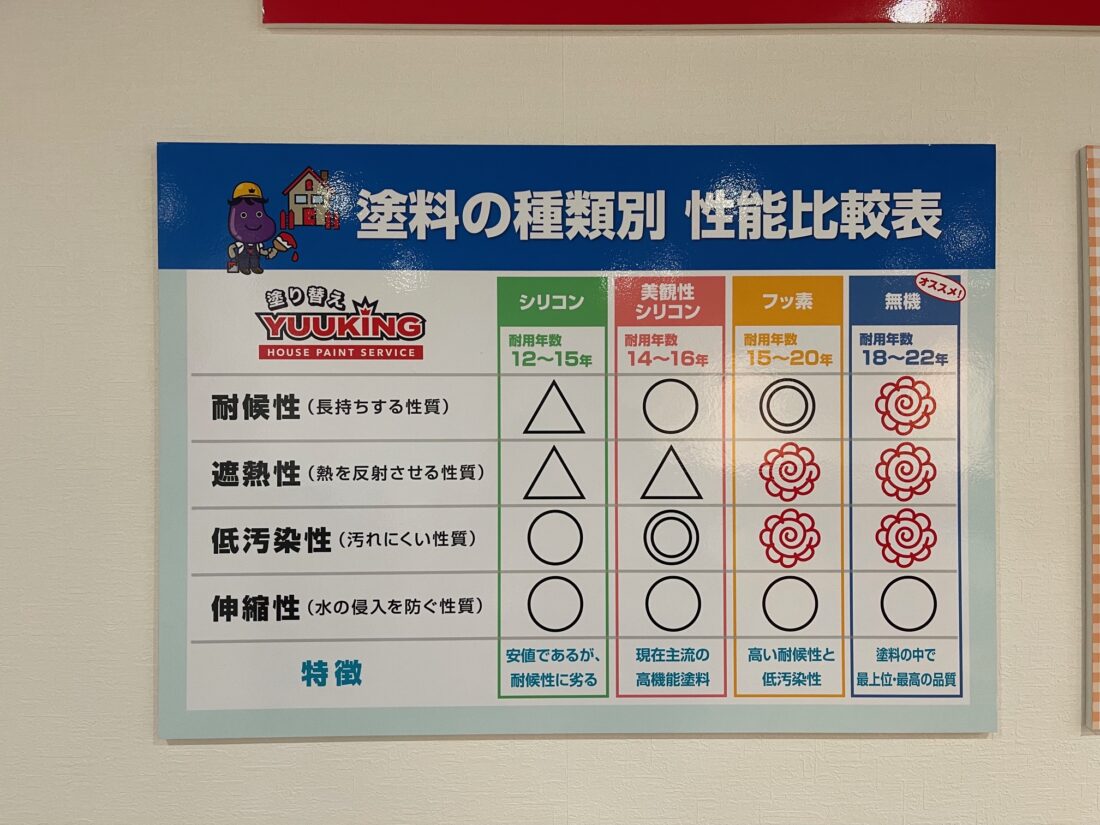 塗料の種類別 性能比較表
塗り替え
YUUKING
HOUSE PAINT SERVICE
シリコン
美観性
シリコン
フッ素
無機
オススメ!
耐用年数
12〜15年
耐用年数
14〜16年
耐用年数
15〜20年
耐用年数
18〜22年
耐候性(長持ちする性質)
遮熱性(熱を反射させる性質)
低汚染性(汚れにくい性質)
伸縮性(水の侵入を防ぐ性質)
特徴
安値であるが、
耐候性に劣る
現在主流の
高機能塗料
高い耐候性と
低汚染性
塗料の中で
最上位・最高の品質